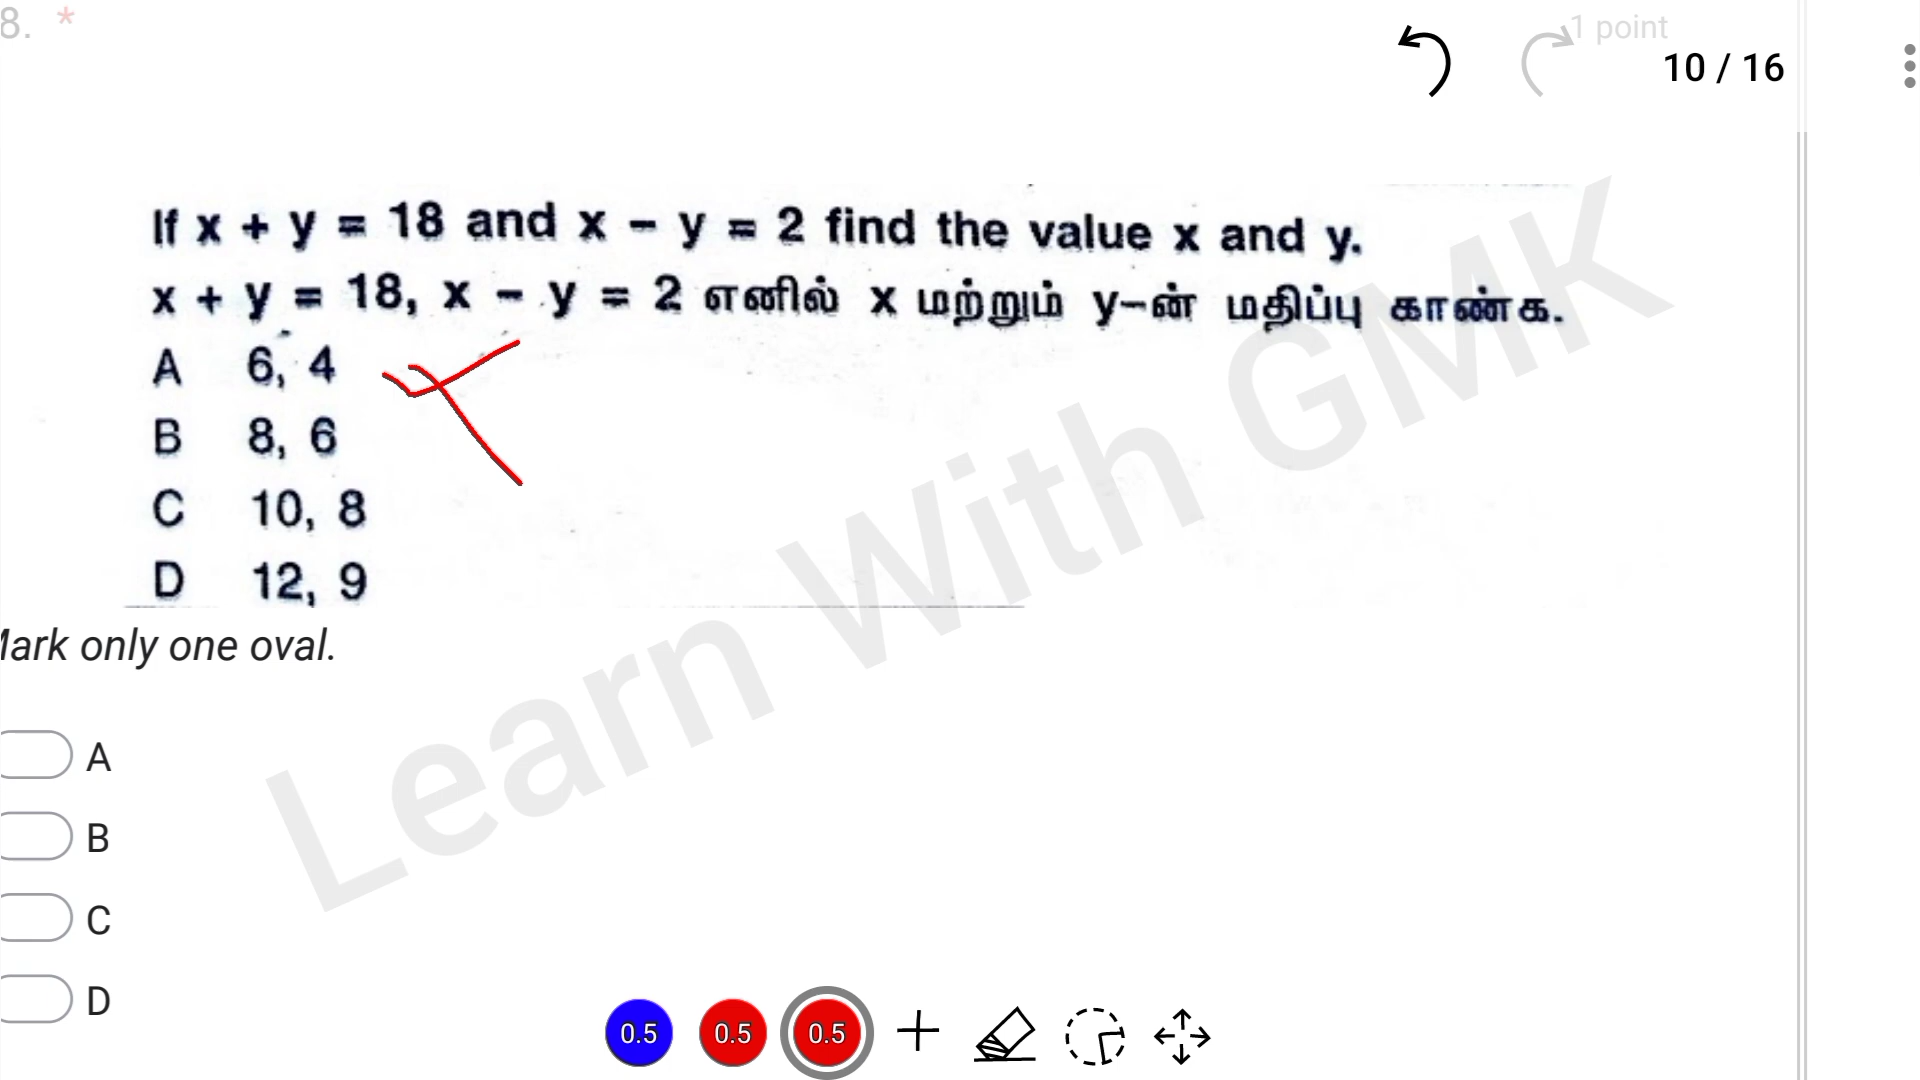 8. *
1 point
10 / 16
If x + y = 18 and x – y = 2 find the value x and y.
x + y = 18, x – y = 2 எனில் x மற்றும் y–ன் மதிப்பு காண்க.
A 6, 4
B 8, 6
C 10, 8
D 12, 9
Mark only one oval.
A
B
C
D
Learn With GMK
0.5 0.5 0.5